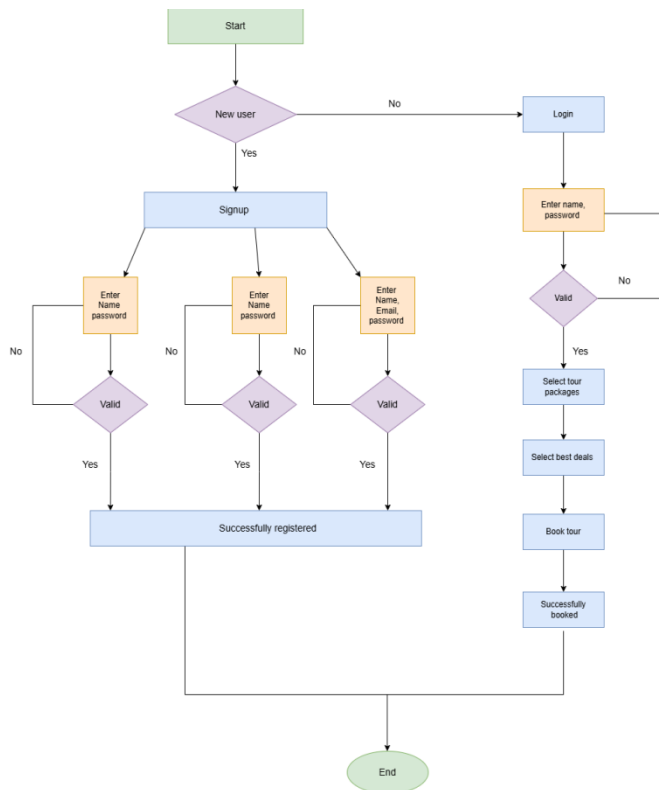 Start
New user
No
Login
Yes
Signup
Enter name,
password
Enter
Name
password
Enter
Name
password
Enter
Name,
Email,
password
Valid
No
No
No
No
Yes
Valid
Valid
Valid
Select tour
packages
Yes
Yes
Yes
Select best deals
Successfully registered
Book tour
Successfully
booked
End